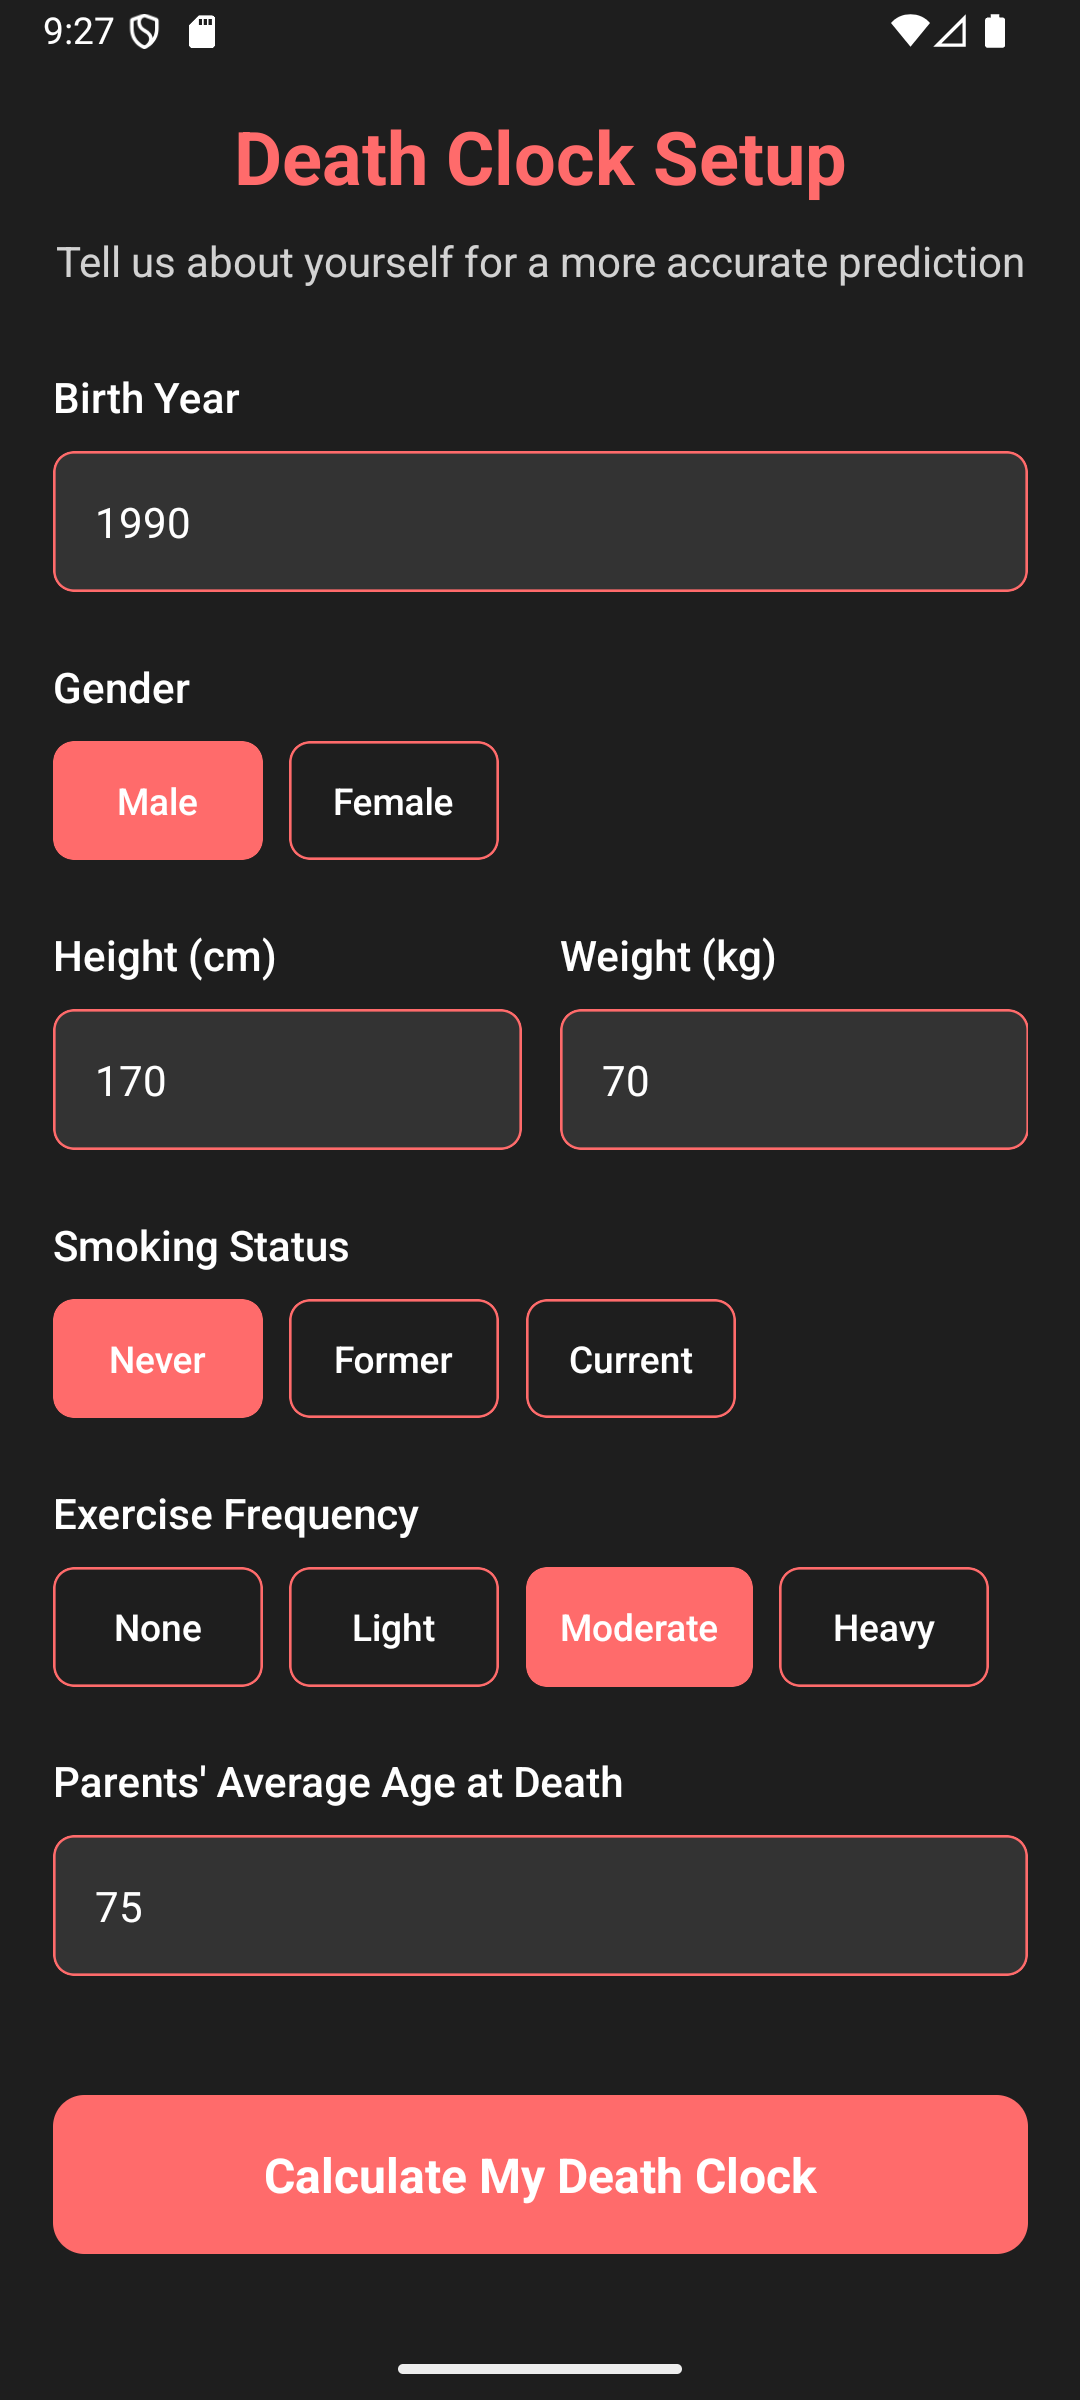 9:27
Death Clock Setup
Tell us about yourself for a more accurate prediction
Birth Year
1990
Gender
Male Female
Height (cm) Weight (kg)
170 70
Smoking Status
Never Former Current
Exercise Frequency
None Light Moderate Heavy
Parents' Average Age at Death
75
Calculate My Death Clock